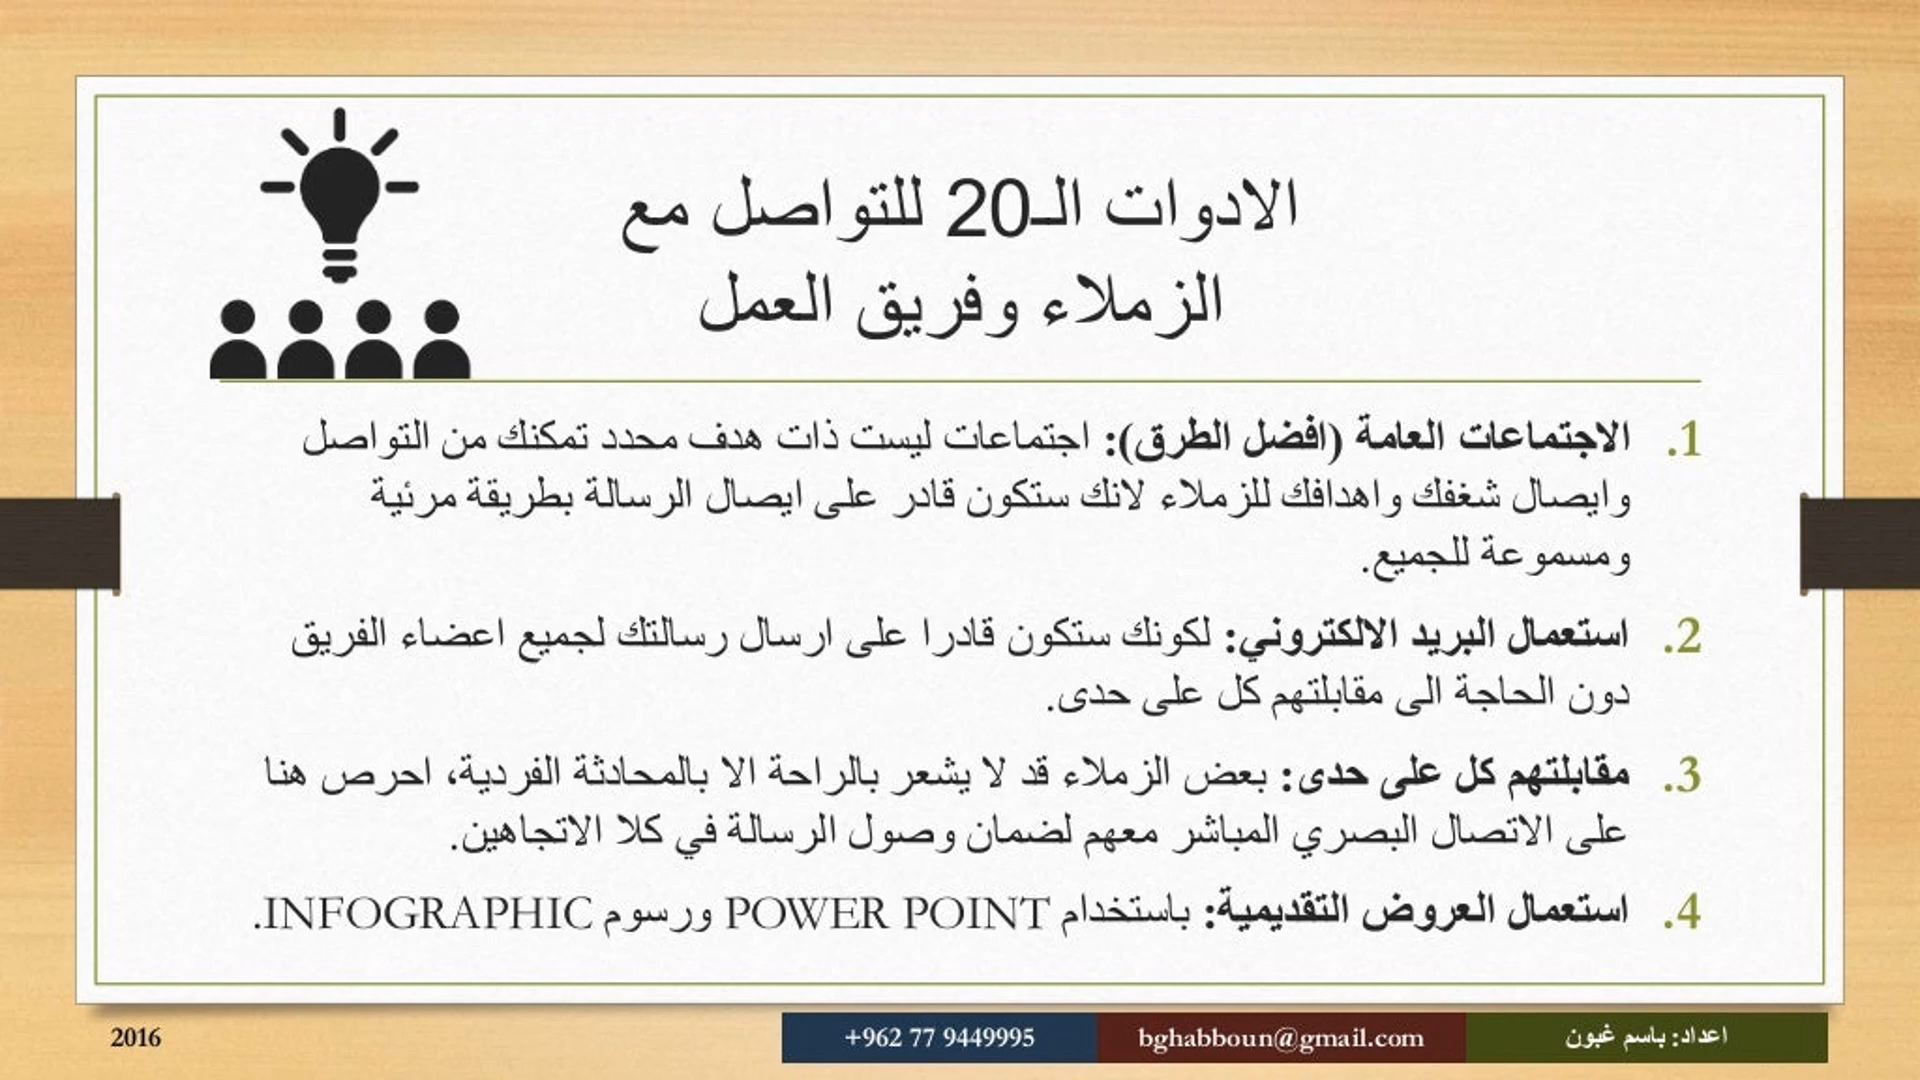 الادوات الـ20 للتواصل مع
الزملاء وفريق العمل
1. الاجتماعات العامة (افضل الطرق): اجتماعات ليست ذات هدف محدد تمكنك من التواصل
وايصال شغفك واهدافك للزملاء لانك ستكون قادر على ايصال الرسالة بطريقة مرئية
ومسموعة للجميع.
2. استعمال البريد الالكتروني: لكونك ستكون قادرا على ارسال رسالتك لجميع اعضاء الفريق
دون الحاجة الى مقابلتهم كل على حدى.
3. مقابلتهم كل على حدى: بعض الزملاء قد لا يشعر بالراحة الا بالمحادثة الفردية، احرص هنا
على الاتصال البصري المباشر معهم لضمان وصول الرسالة في كلا الاتجاهين.
4. استعمال العروض التقديمية: باستخدام POWER POINT ورسوم INFOGRAPHIC.
اعداد: باسم غبون
bghabboun@gmail.com
+962 77 9449995
2016